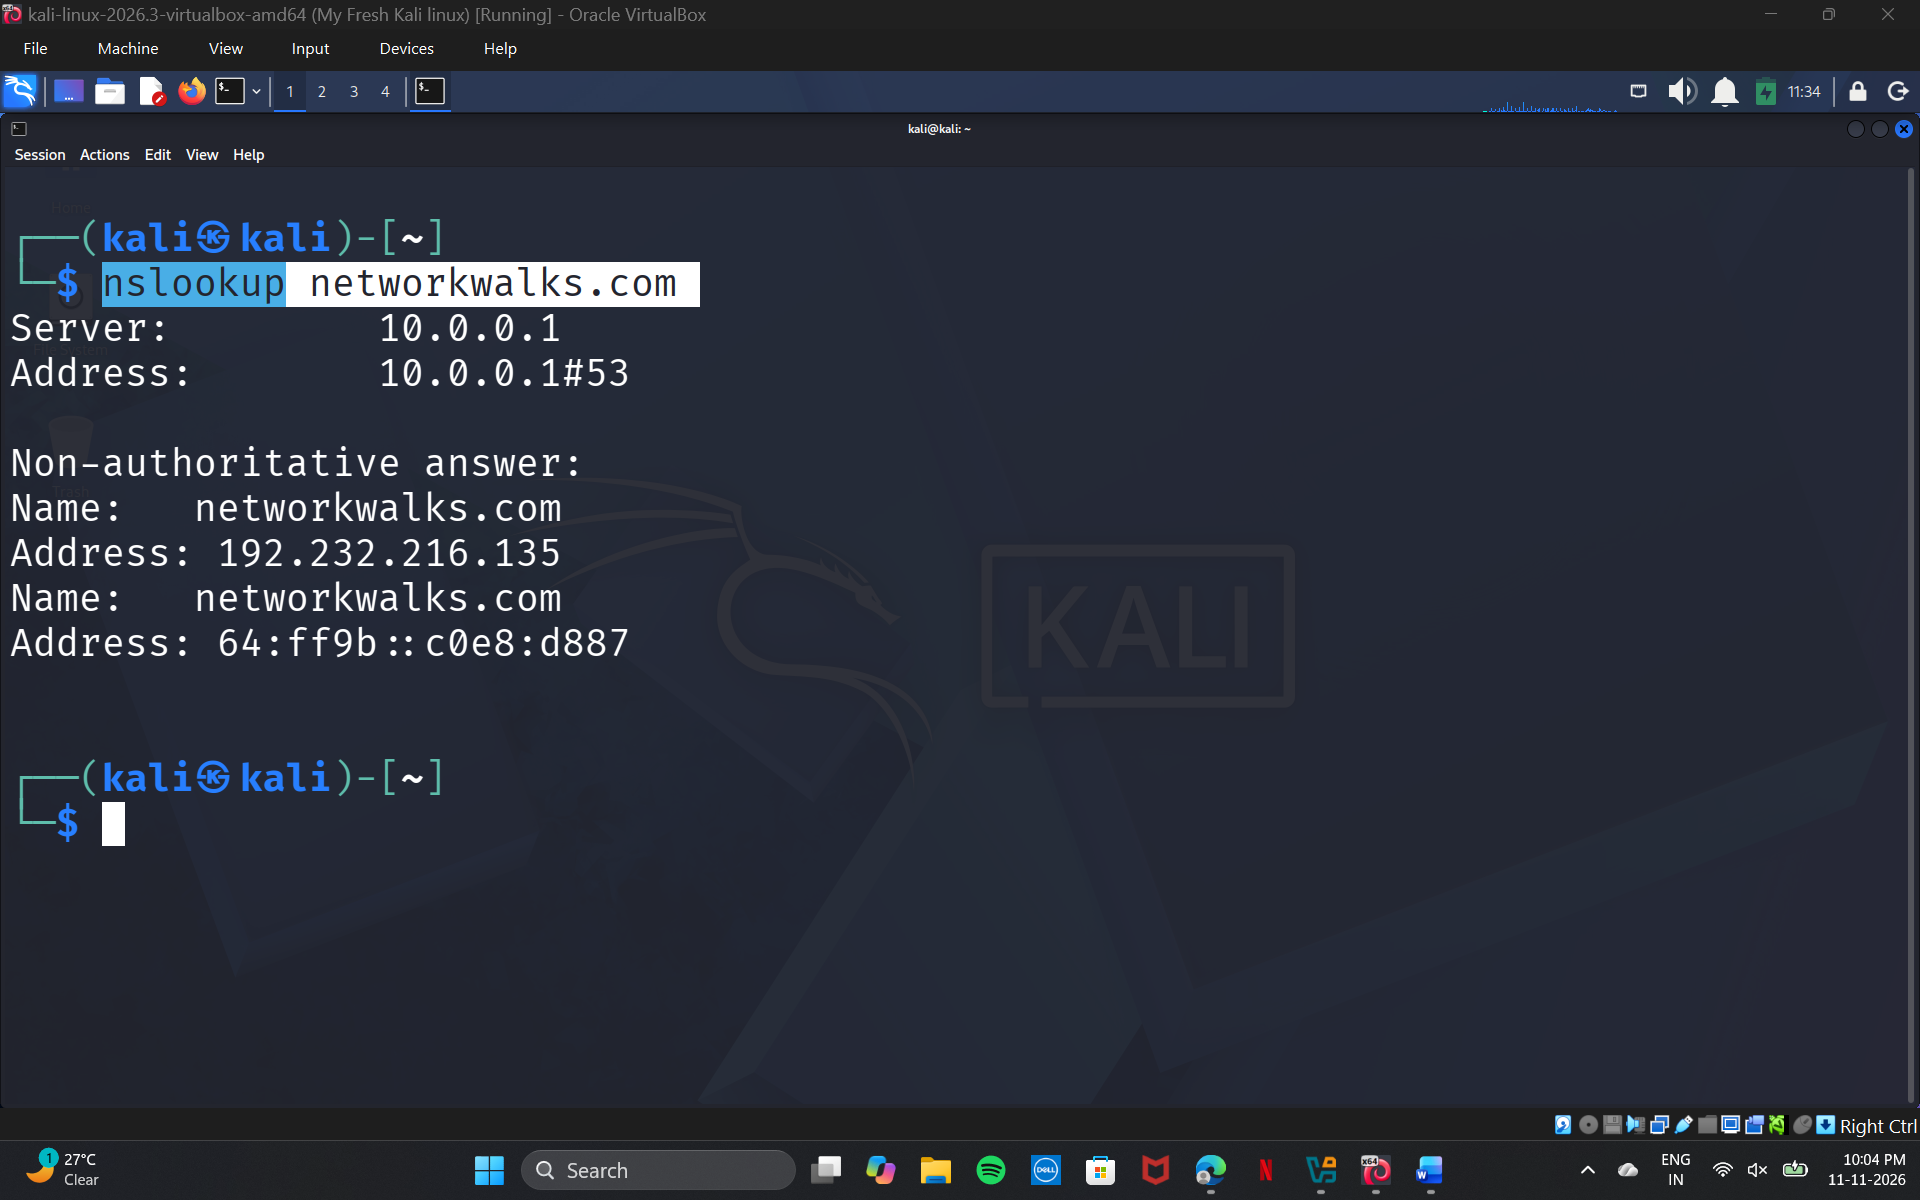 kali-linux-2026.3-virtualbox-amd64 (My Fresh Kali linux) [Running] - Oracle VirtualBox
File Machine View Input Devices Help
1 2 3 4 11:34
kali@kali: ~
Session Actions Edit View Help
Home
┌──(kali㉿kali)-[~]
└─$ nslookup networkwalks.com
Server: 10.0.0.1
Address: 10.0.0.1#53
Non-authoritative answer:
Name: networkwalks.com
Address: 192.232.216.135
Name: networkwalks.com
Address: 64:ff9b::c0e8:d887
KALI
┌──(kali㉿kali)-[~]
└─$
Right Ctrl
1 27°C
Clear
Search
DELL
N
x64
W
ENG
IN
10:04 PM
11-11-2026